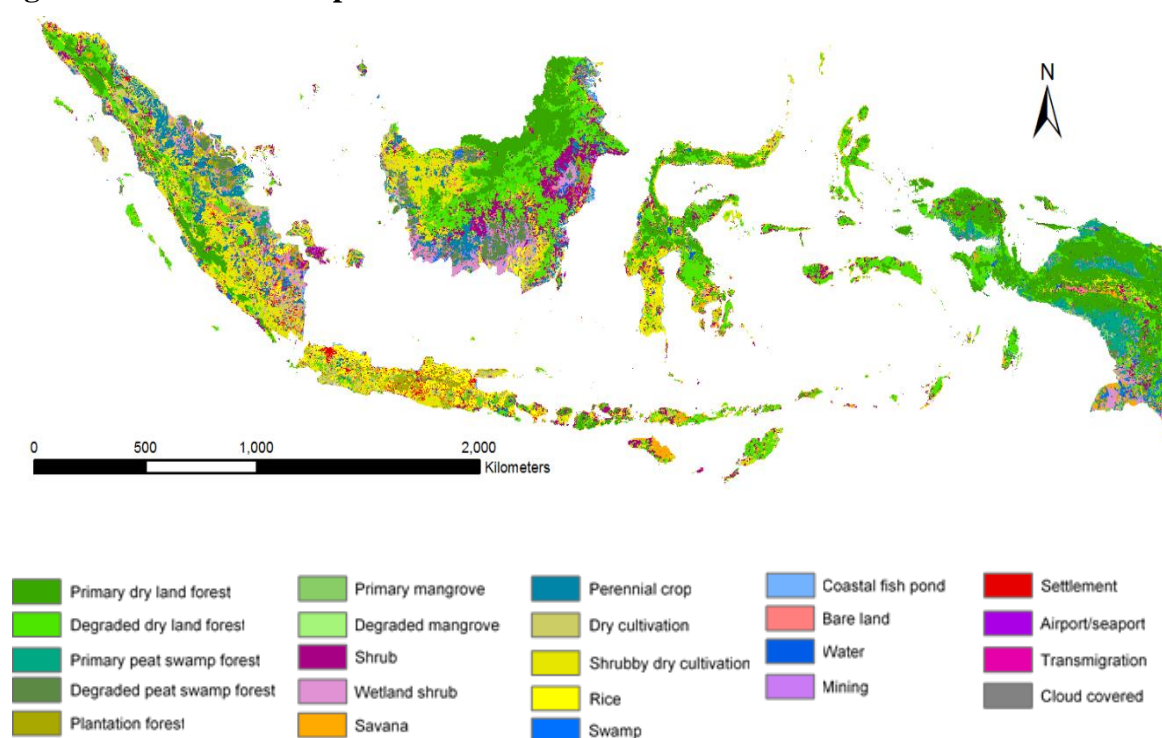 N
0 500 1,000 2,000
Kilometers
Primary dry land forest
Degraded dry land forest
Primary peat swamp forest
Degraded peat swamp forest
Plantation forest
Primary mangrove
Degraded mangrove
Shrub
Wetland shrub
Savana
Perennial crop
Dry cultivation
Shrubby dry cultivation
Rice
Swamp
Coastal fish pond
Bare land
Water
Mining
Settlement
Airport/seaport
Transmigration
Cloud covered